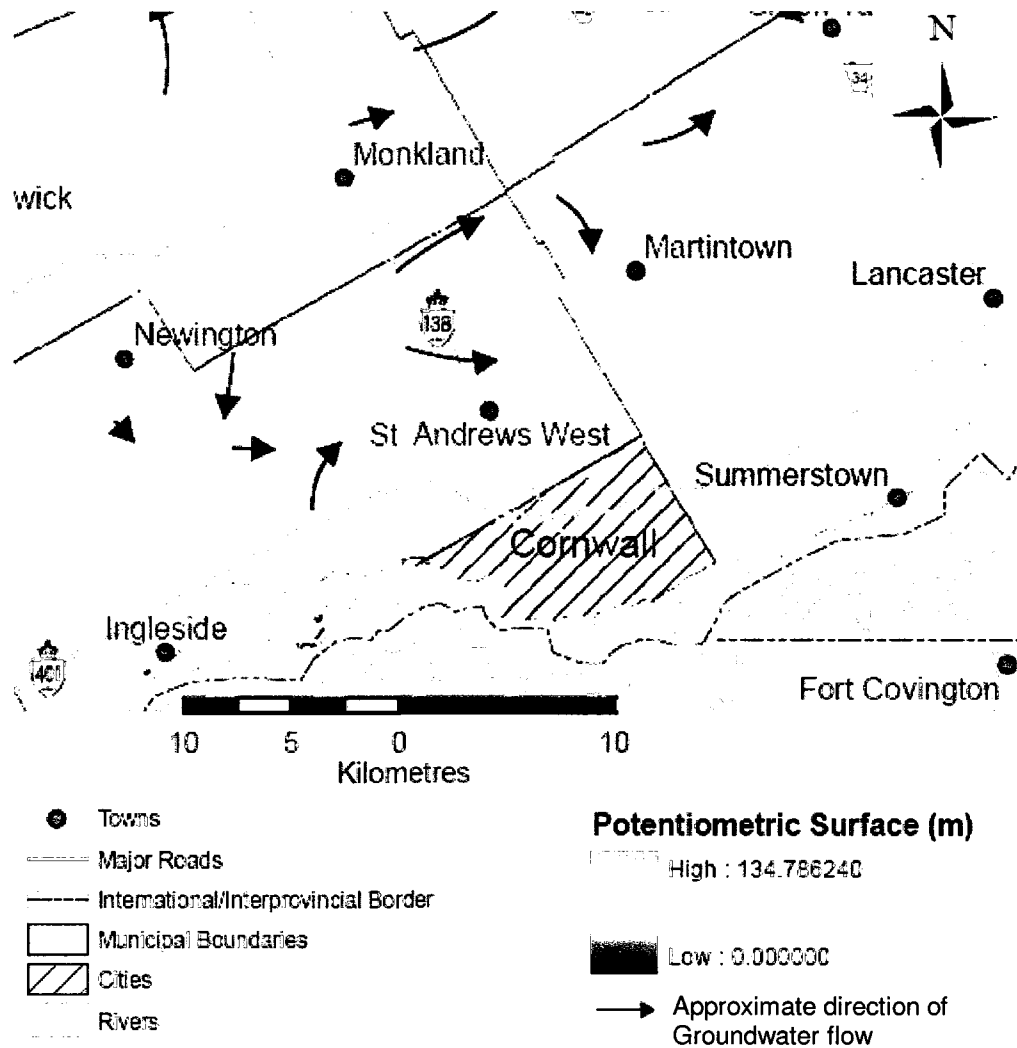 N
34
Monkland
wick
Martintown
Lancaster
138
Newington
St Andrews West
Summerstown
Cornwall
Ingleside
401
Fort Covington
10 5 0 10
Kilometres
Towns
Major Roads
International/Interprovincial Border
Municipal Boundaries
Cities
Rivers
Potentiometric Surface (m)
High : 134.786240
Low : 0.000000
Approximate direction of
Groundwater flow